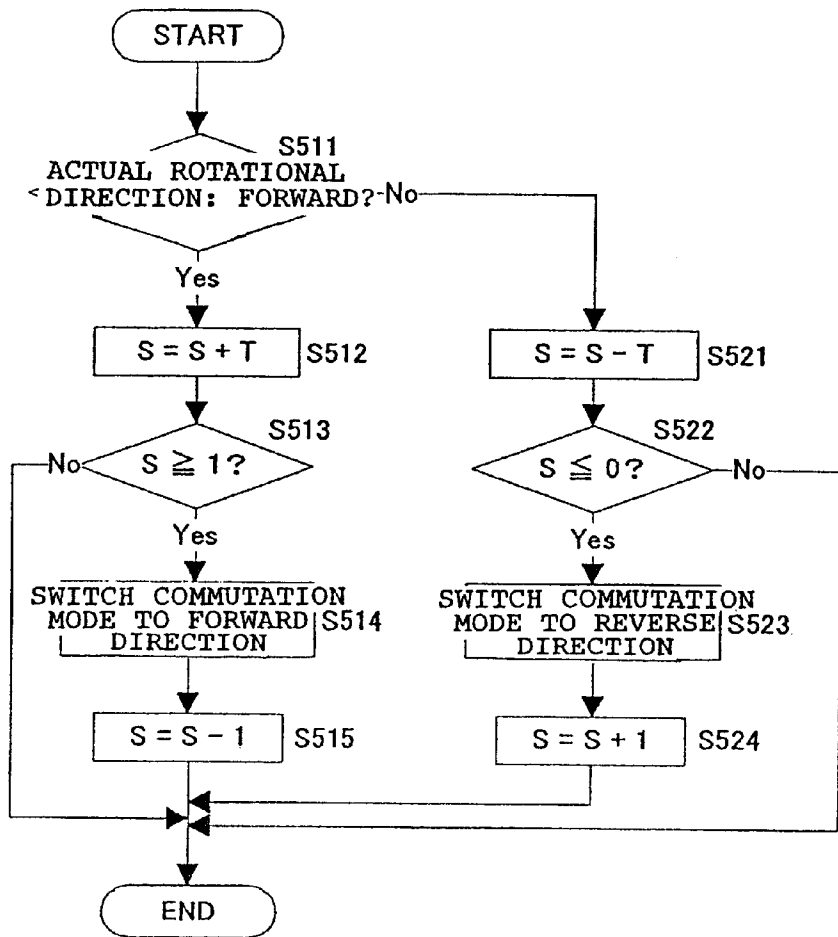 START
S511
ACTUAL ROTATIONAL
DIRECTION: FORWARD?
No
Yes
S = S + T
S512
S513
No
S ≧ 1?
Yes
SWITCH COMMUTATION
MODE TO FORWARD
DIRECTION
S514
S = S - 1
S515
S = S - T
S521
S522
S ≦ 0?
No
Yes
SWITCH COMMUTATION
MODE TO REVERSE
DIRECTION
S523
S = S + 1
S524
END